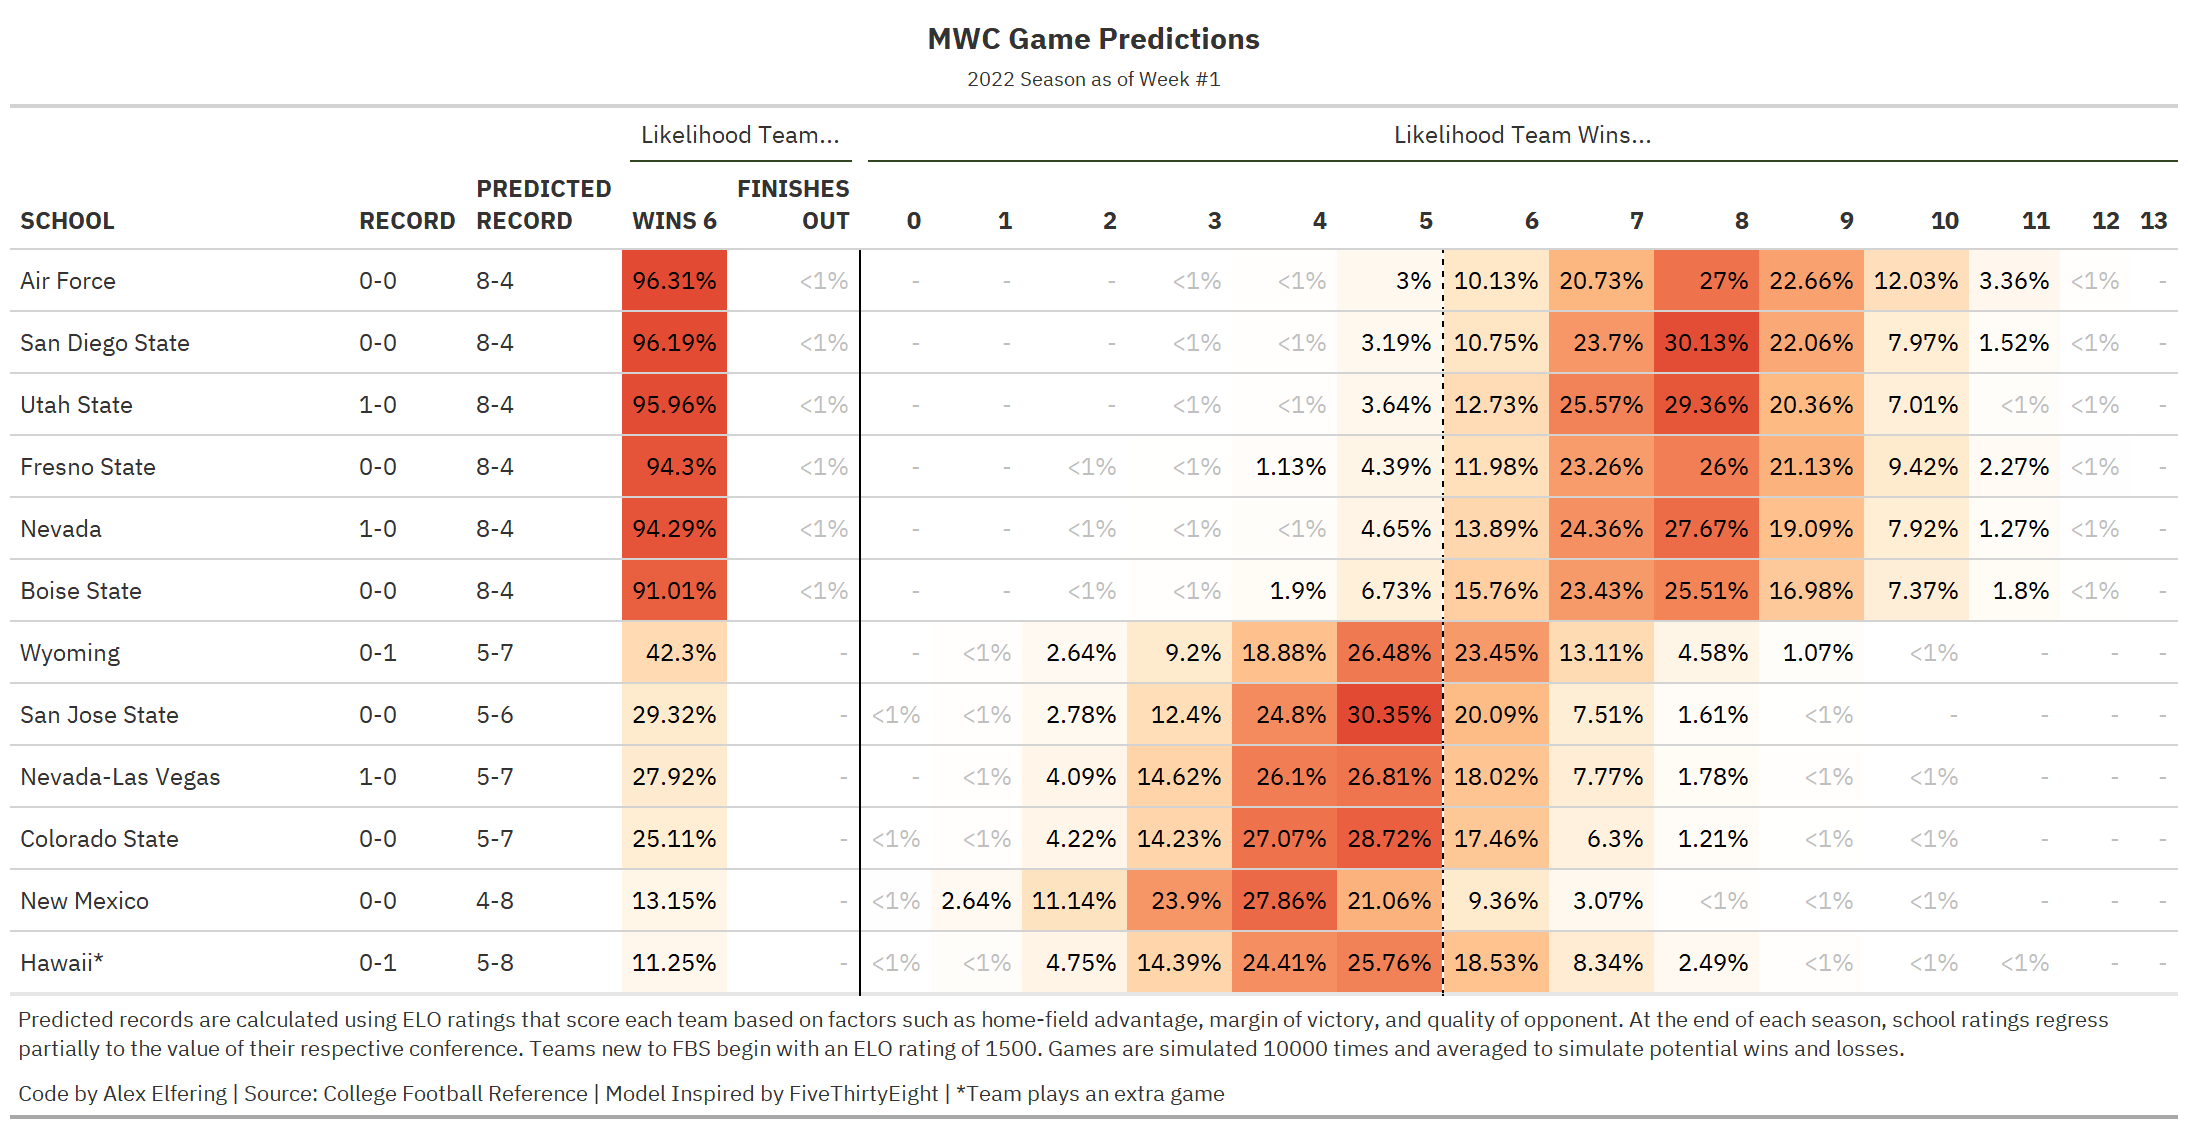 MWC Game Predictions
2022 Season as of Week #1
Likelihood Team... Likelihood Team Wins...
SCHOOL RECORD PREDICTED RECORD WINS 6 FINISHES OUT 0 1 2 3 4 5 6 7 8 9 10 11 12 13
Air Force 0-0 8-4 96.31% <1% - - - <1% <1% 3% 10.13% 20.73% 27% 22.66% 12.03% 3.36% <1% -
San Diego State 0-0 8-4 96.19% <1% - - - <1% <1% 3.19% 10.75% 23.7% 30.13% 22.06% 7.97% 1.52% <1% -
Utah State 1-0 8-4 95.96% <1% - - - <1% <1% 3.64% 12.73% 25.57% 29.36% 20.36% 7.01% <1% <1% -
Fresno State 0-0 8-4 94.3% <1% - - <1% <1% 1.13% 4.39% 11.98% 23.26% 26% 21.13% 9.42% 2.27% <1% -
Nevada 1-0 8-4 94.29% <1% - - <1% <1% <1% 4.65% 13.89% 24.36% 27.67% 19.09% 7.92% 1.27% <1% -
Boise State 0-0 8-4 91.01% <1% - - <1% <1% 1.9% 6.73% 15.76% 23.43% 25.51% 16.98% 7.37% 1.8% <1% -
Wyoming 0-1 5-7 42.3% - - <1% 2.64% 9.2% 18.88% 26.48% 23.45% 13.11% 4.58% 1.07% <1% - - -
San Jose State 0-0 5-6 29.32% - <1% <1% 2.78% 12.4% 24.8% 30.35% 20.09% 7.51% 1.61% <1% - - - -
Nevada-Las Vegas 1-0 5-7 27.92% - - <1% 4.09% 14.62% 26.1% 26.81% 18.02% 7.77% 1.78% <1% <1% - - -
Colorado State 0-0 5-7 25.11% - <1% <1% 4.22% 14.23% 27.07% 28.72% 17.46% 6.3% 1.21% <1% <1% - - -
New Mexico 0-0 4-8 13.15% - <1% 2.64% 11.14% 23.9% 27.86% 21.06% 9.36% 3.07% <1% <1% <1% - - -
Hawaii* 0-1 5-8 11.25% - <1% <1% 4.75% 14.39% 24.41% 25.76% 18.53% 8.34% 2.49% <1% <1% <1% - -
Predicted records are calculated using ELO ratings that score each team based on factors such as home-field advantage, margin of victory, and quality of opponent. At the end of each season, school ratings regress
partially to the value of their respective conference. Teams new to FBS begin with an ELO rating of 1500. Games are simulated 10000 times and averaged to simulate potential wins and losses.
Code by Alex Elfering | Source: College Football Reference | Model Inspired by FiveThirtyEight | *Team plays an extra game